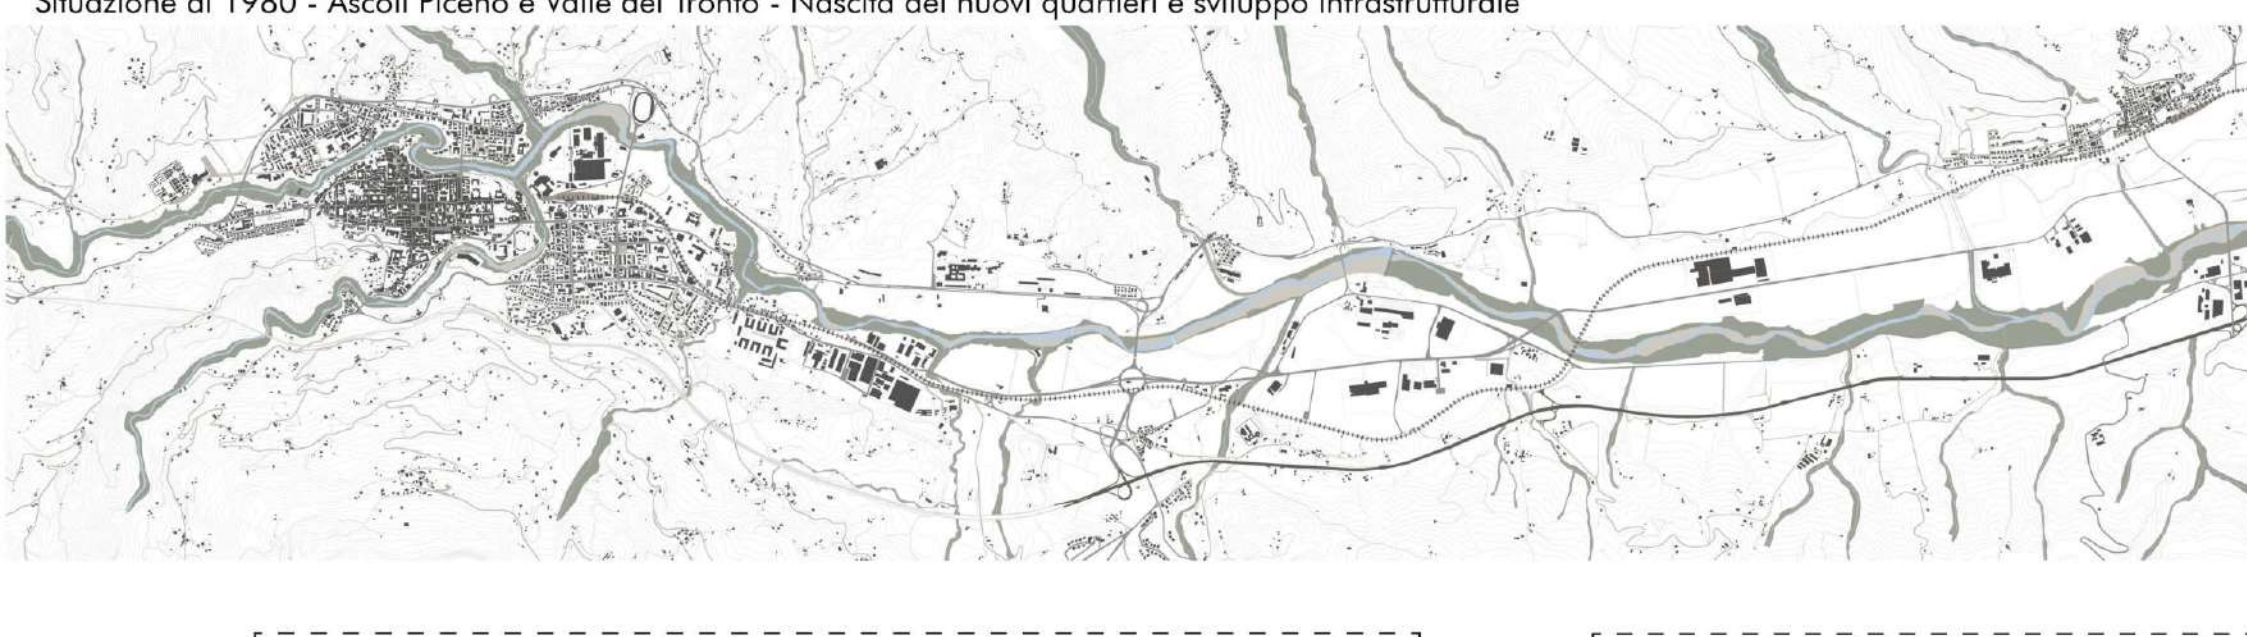 Situazione al 1980 - Ascoli Piceno e Valle del Tronto - Nascita dei nuovi quartieri e sviluppo infrastrutturale